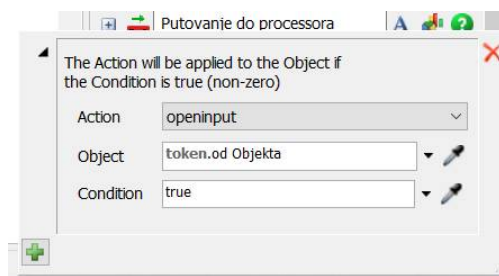 Putovanje do processora
The Action will be applied to the Object if
the Condition is true (non-zero)
Action openinput
Object token.od Objekta
Condition true